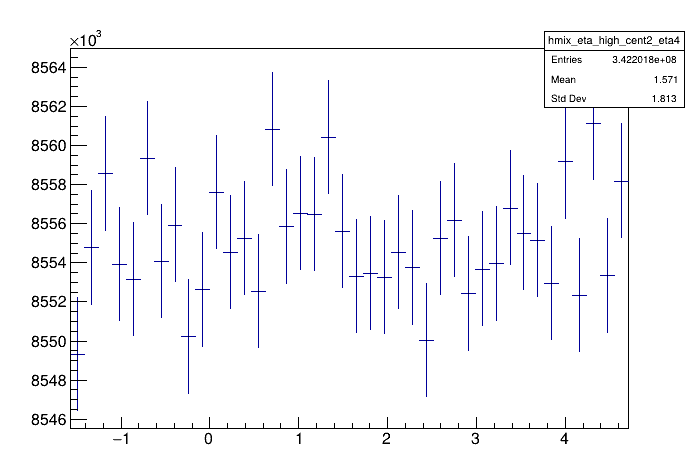 ×10³
hmix_eta_high_cent2_eta4
Entries 3.422018e+08
Mean 1.571
Std Dev 1.813
8564
8562
8560
8558
8556
8554
8552
8550
8548
8546
−1 0 1 2 3 4